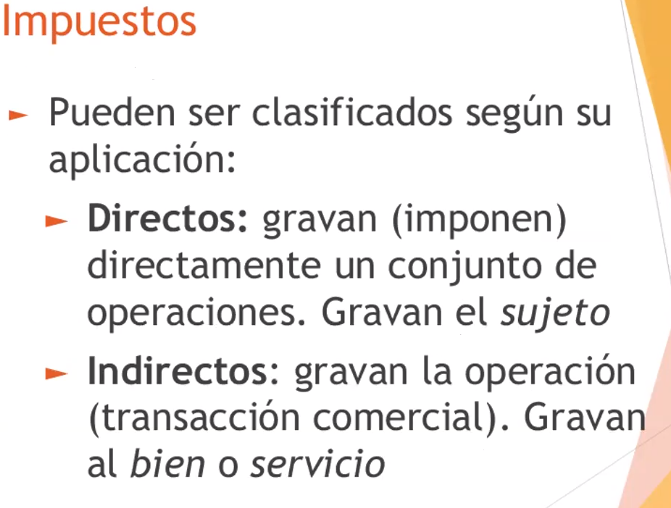 Impuestos
Pueden ser clasificados según su
aplicación:
Directos: gravan (imponen)
directamente un conjunto de
operaciones. Gravan el sujeto
Indirectos: gravan la operación
(transacción comercial). Gravan
al bien o servicio